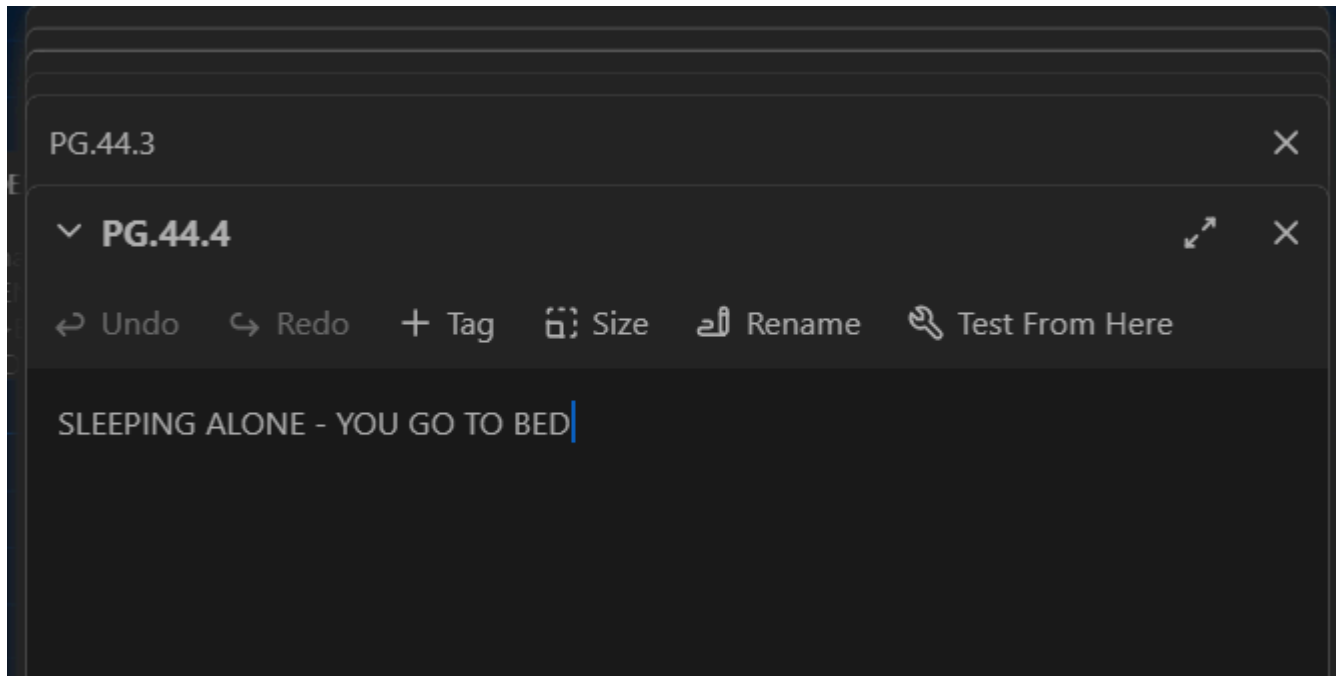 PG.44.3
PG.44.4
Undo Redo Tag Size Rename Test From Here
SLEEPING ALONE - YOU GO TO BED